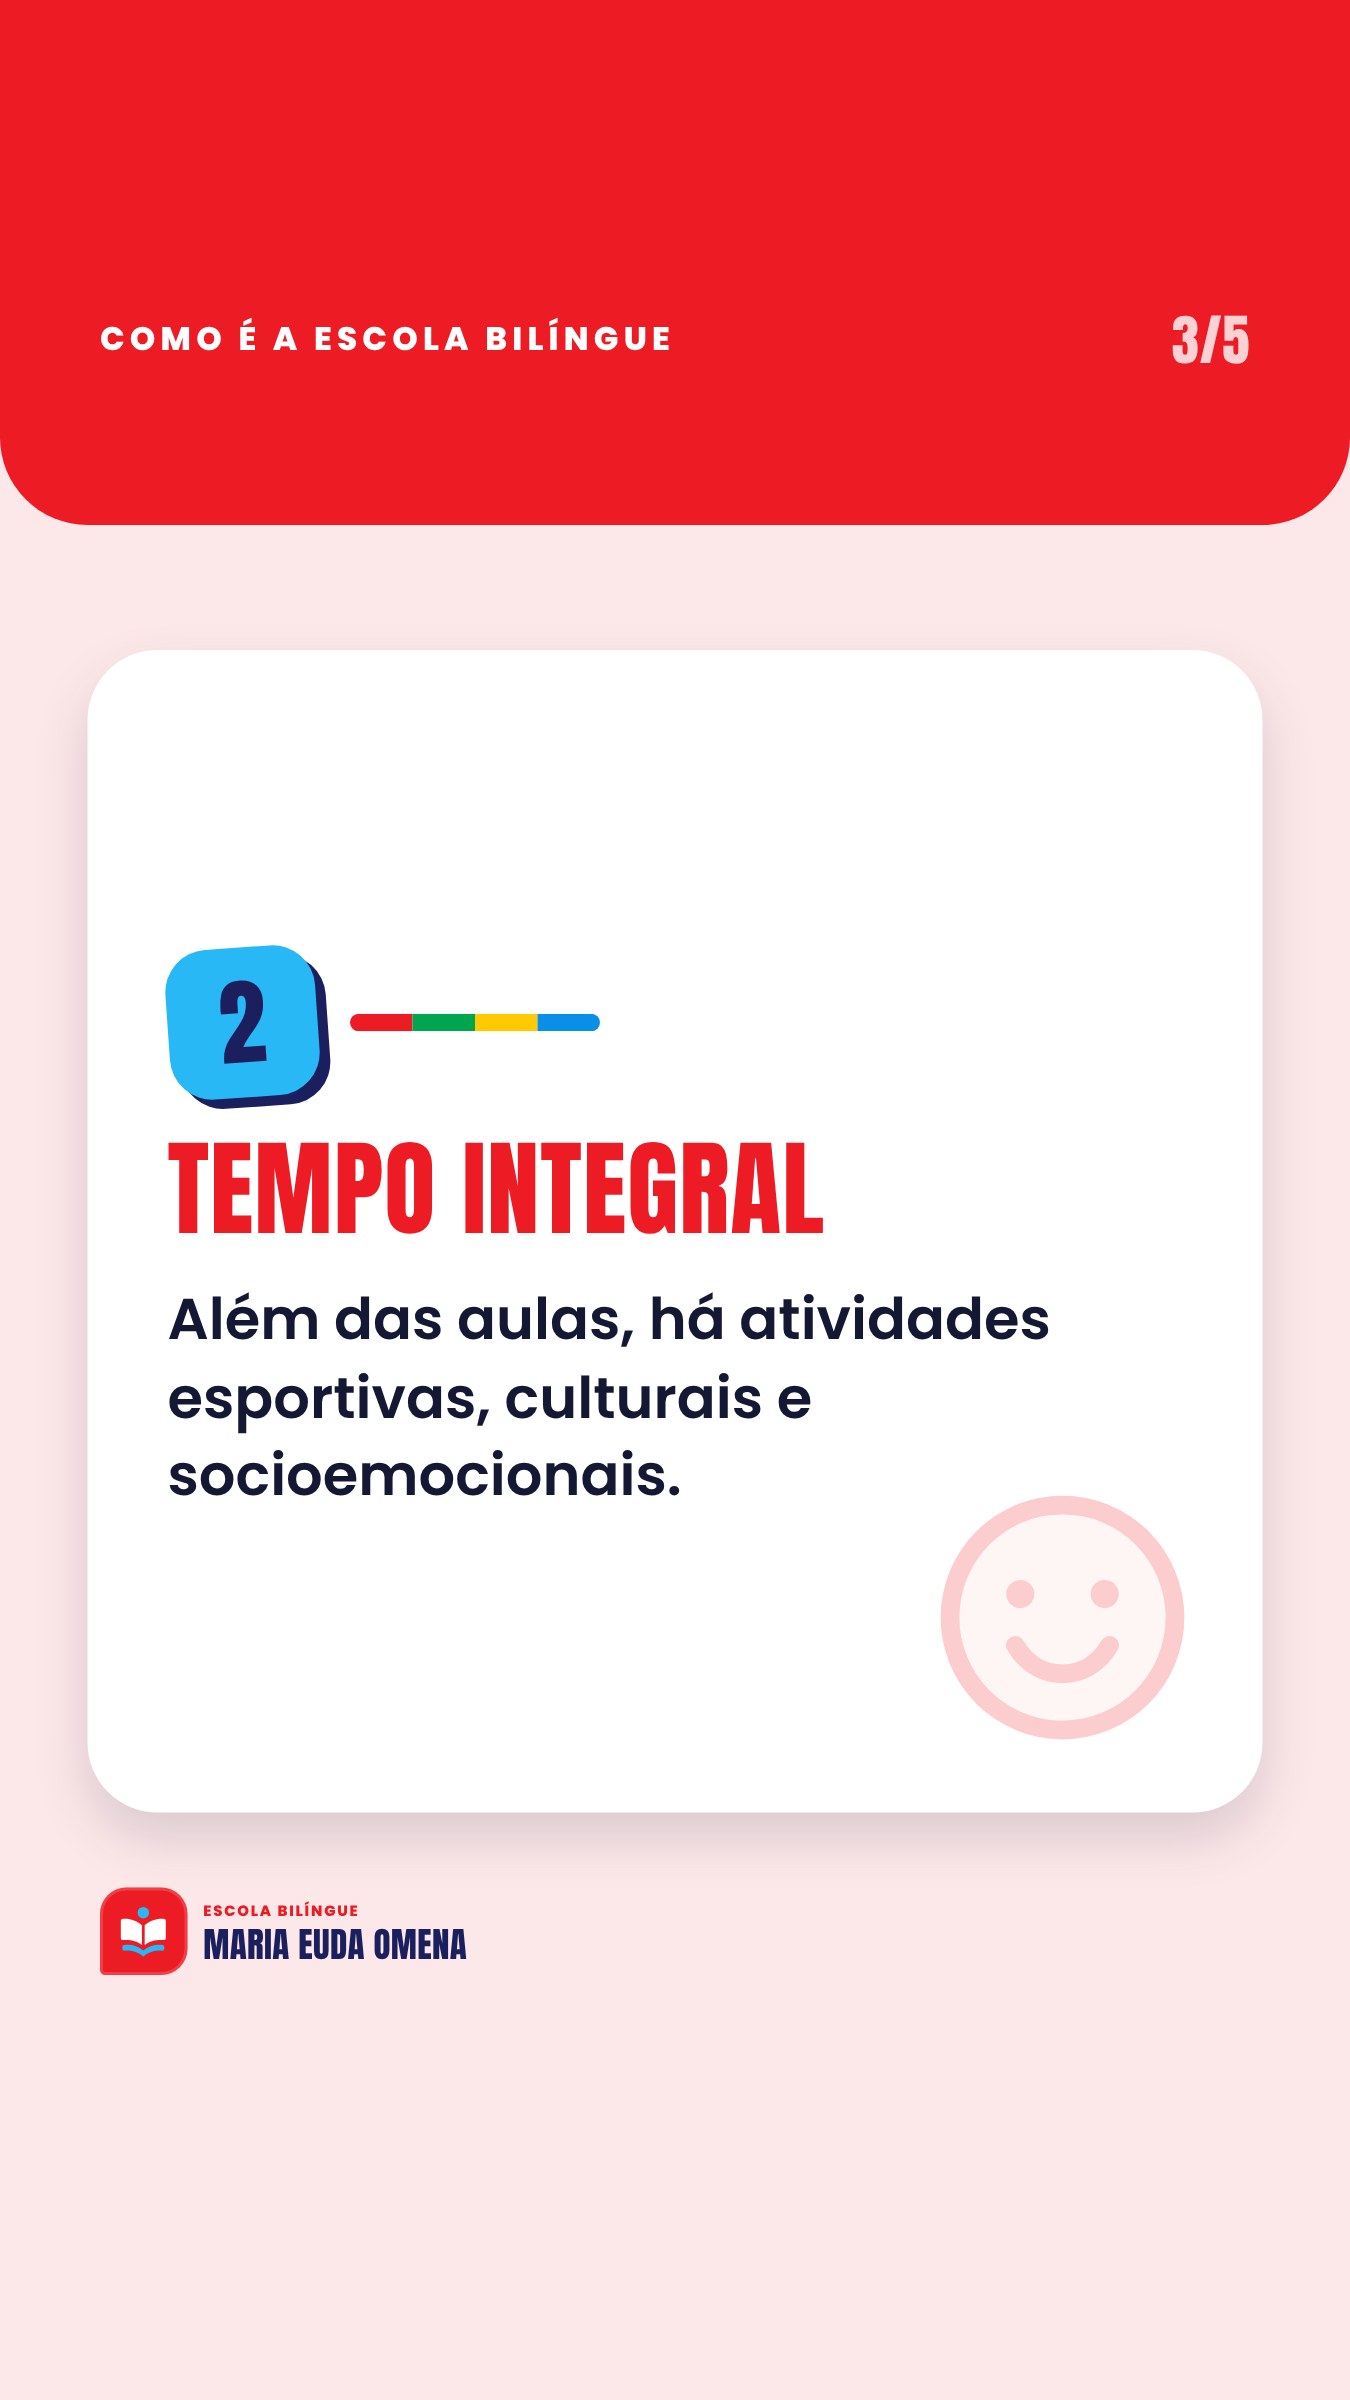 COMO É A ESCOLA BILÍNGUE
3/5
2
TEMPO INTEGRAL
Além das aulas, há atividades
esportivas, culturais e
socioemocionais.
ESCOLA BILÍNGUE
MARIA EUDA OMENA